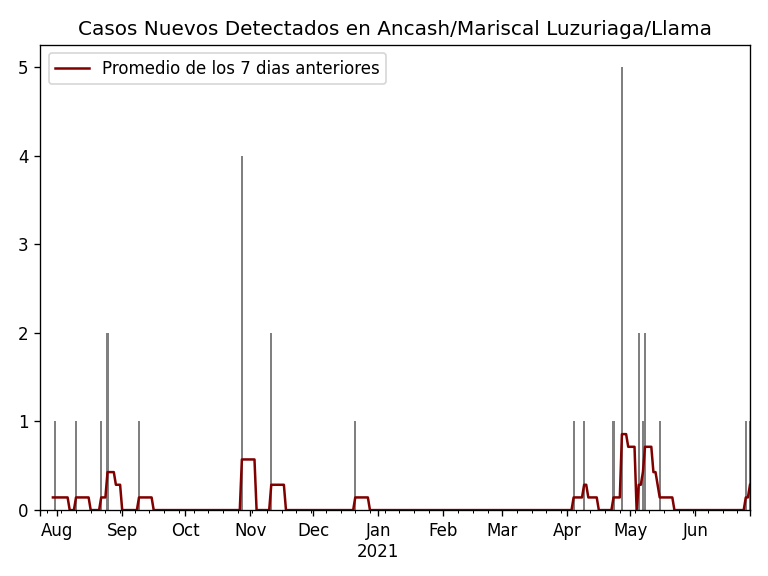 Casos Nuevos Detectados en Ancash/Mariscal Luzuriaga/Llama
Promedio de los 7 dias anteriores
5
4
3
2
1
0
Aug Sep Oct Nov Dec Jan Feb Mar Apr May Jun
2021